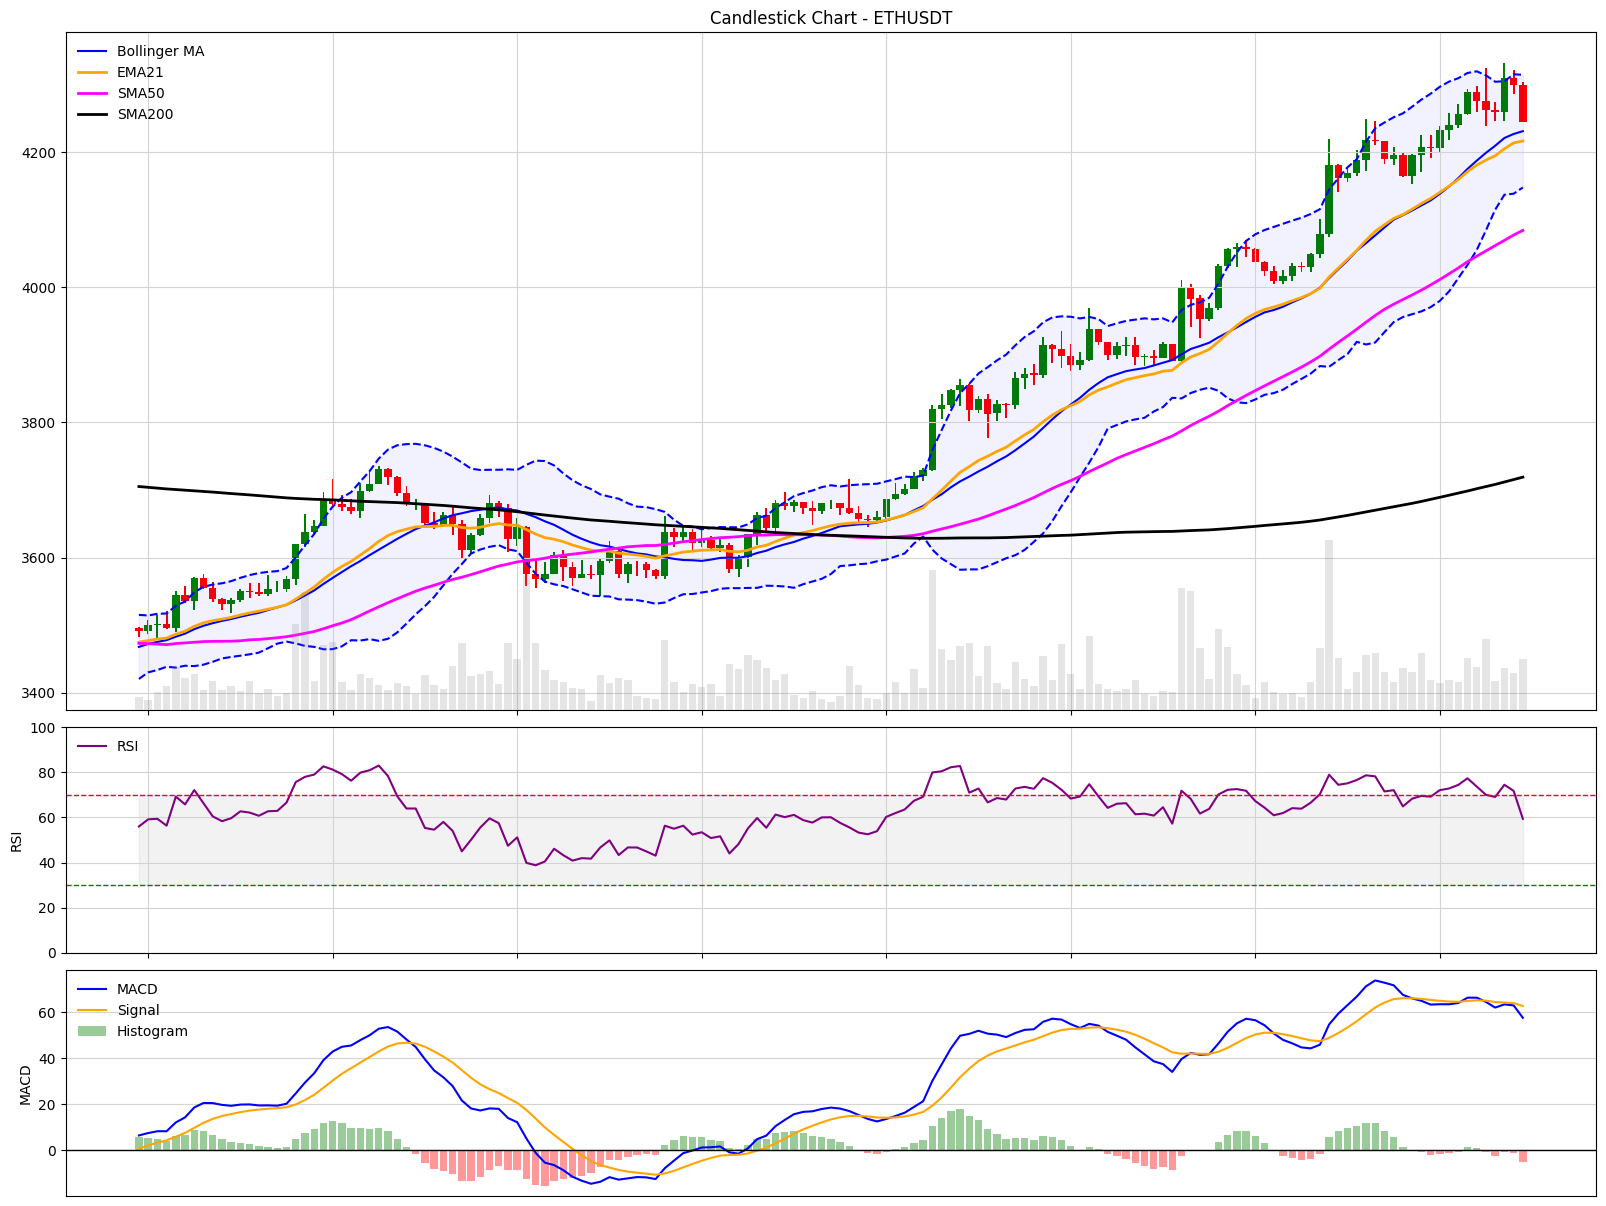 Candlestick Chart - ETHUSDT
Bollinger MA
EMA21
SMA50
SMA200
4200
4000
3800
3600
3400
100
80
60
40
20
0
RSI
RSI
60
40
20
0
MACD
MACD
Signal
Histogram